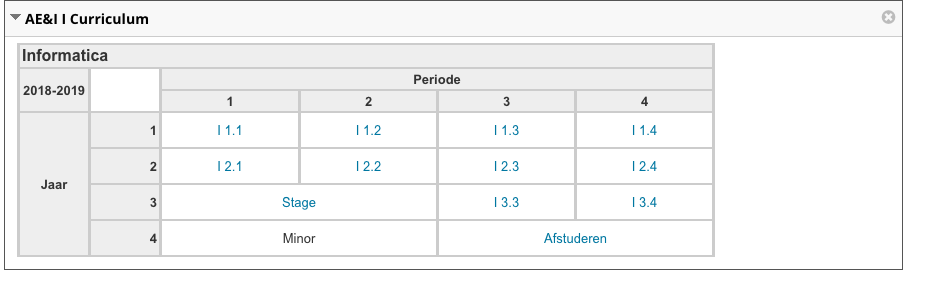 AE&I I Curriculum
Informatica
2018-2019 Periode
1 2 3 4
Jaar 1 I 1.1 I 1.2 I 1.3 I 1.4
2 I 2.1 I 2.2 I 2.3 I 2.4
3 Stage I 3.3 I 3.4
4 Minor Afstuderen